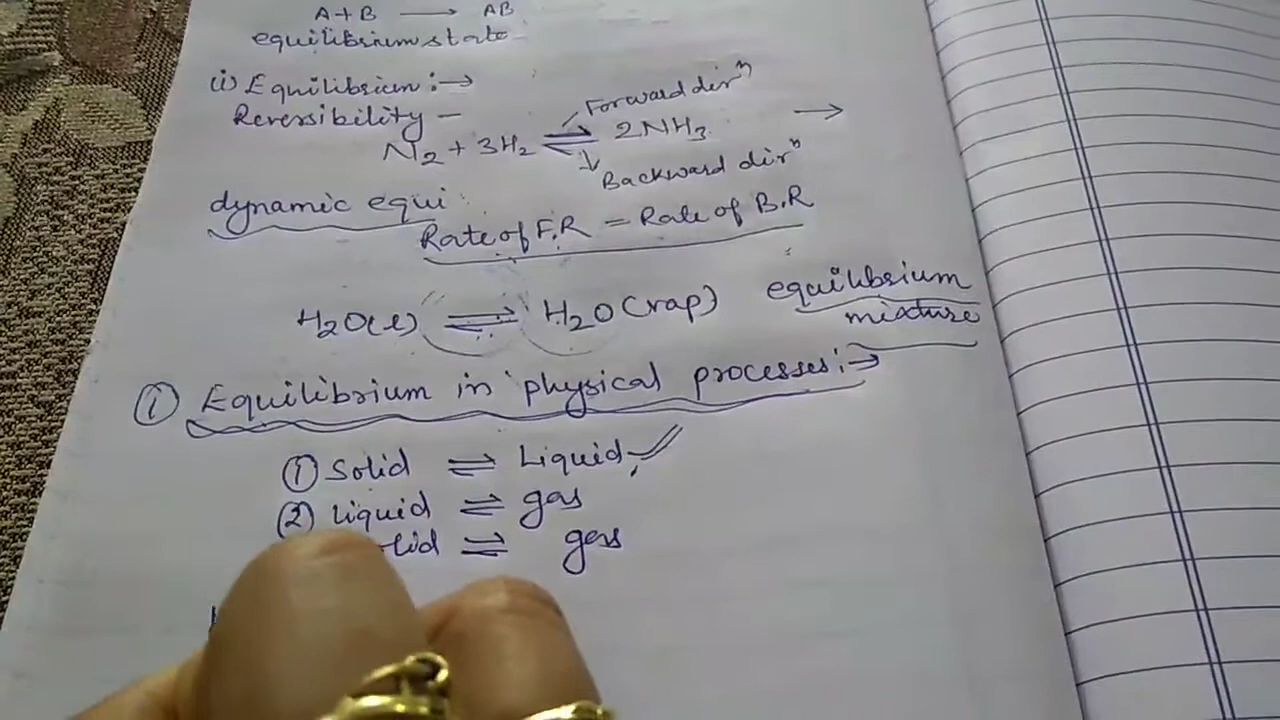 A + B ⟶ AB
equilibrium state
(i) Equilibrium :→
Reversibility —
Forward dirⁿ
N2 + 3H2 ⇌ 2NH3 →
Backward dirⁿ
dynamic equi
Rate of F.R = Rate of B.R
H2O(l) ⇌ H2O(vap) equilibrium
mixture
① Equilibrium in physical processes :→
① Solid ⇌ Liquid
② Liquid ⇌ gas
⇌ gas